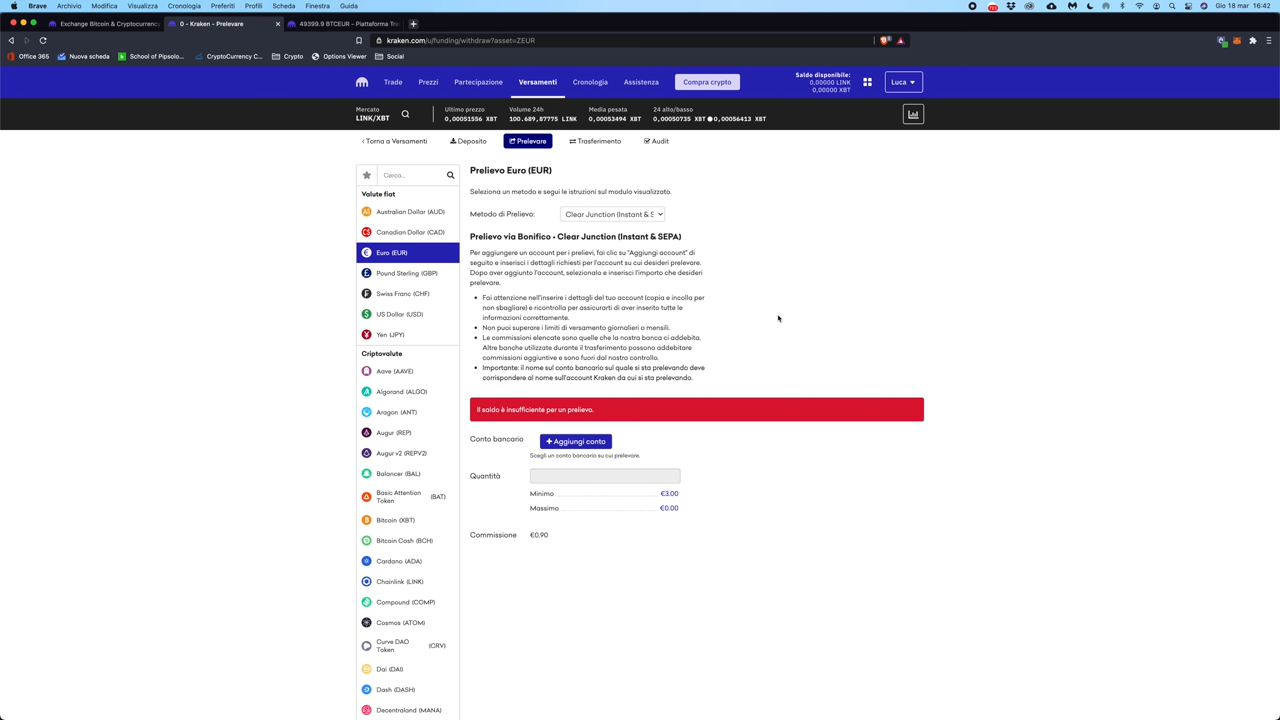 Brave Archivio Modifica Visualizza Cronologia Preferiti Profili Scheda Finestra Guida
Gio 18 mar 16:42
Exchange Bitcoin & Cryptocurrency
0 - Kraken - Prelevare
49399.9 BTCEUR - Piattaforma Tra
kraken.com/u/funding/withdraw?asset=ZEUR
Office 365 Nuova scheda School of Pipsolo... CryptoCurrency C... Crypto Options Viewer Social
Trade Prezzi Partecipazione Versamenti Cronologia Assistenza Compra crypto
Saldo disponibile:
0,00000 LINK
0,00000 XBT
Luca
Mercato
LINK/XBT
Ultimo prezzo
0,00051556 XBT
Volume 24h
100.689,87775 LINK
Media pesata
0,00053494 XBT
24 alto/basso
0,00050735 XBT 0,00056413 XBT
‹ Torna a Versamenti Deposito Prelevare Trasferimento Audit
Cerca...
Valute fiat
Australian Dollar (AUD)
Canadian Dollar (CAD)
Euro (EUR)
Pound Sterling (GBP)
Swiss Franc (CHF)
US Dollar (USD)
Yen (JPY)
Criptovalute
Aave (AAVE)
Algorand (ALGO)
Aragon (ANT)
Augur (REP)
Augur v2 (REPV2)
Balancer (BAL)
Basic Attention
Token (BAT)
Bitcoin (XBT)
Bitcoin Cash (BCH)
Cardano (ADA)
Chainlink (LINK)
Compound (COMP)
Cosmos (ATOM)
Curve DAO
Token (CRV)
Dai (DAI)
Dash (DASH)
Decentraland (MANA)
Prelievo Euro (EUR)
Seleziona un metodo e segui le istruzioni sul modulo visualizzato.
Metodo di Prelievo: Clear Junction (Instant & S
Prelievo via Bonifico • Clear Junction (Instant & SEPA)
Per aggiungere un account per i prelievi, fai clic su "Aggiungi account" di
seguito e inserisci i dettagli richiesti per l'account su cui desideri prelevare.
Dopo aver aggiunto l'account, selezionalo e inserisci l'importo che desideri
prelevare.
• Fai attenzione nell'inserire i dettagli del tuo account (copia e incolla per
non sbagliare) e ricontrolla per assicurarti di aver inserito tutte le
informazioni correttamente.
• Non puoi superare i limiti di versamento giornalieri o mensili.
• Le commissioni elencate sono quelle che la nostra banca ci addebita.
Altre banche utilizzate durante il trasferimento possono addebitare
commissioni aggiuntive e sono fuori dal nostro controllo.
• Importante: il nome sul conto bancario sul quale si sta prelevando deve
corrispondere al nome sull'account Kraken da cui si sta prelevando.
Il saldo è insufficiente per un prelievo.
Conto bancario + Aggiungi conto
Scegli un conto bancario su cui prelevare.
Quantità
Minimo €3.00
Massimo €0.00
Commissione €0.90